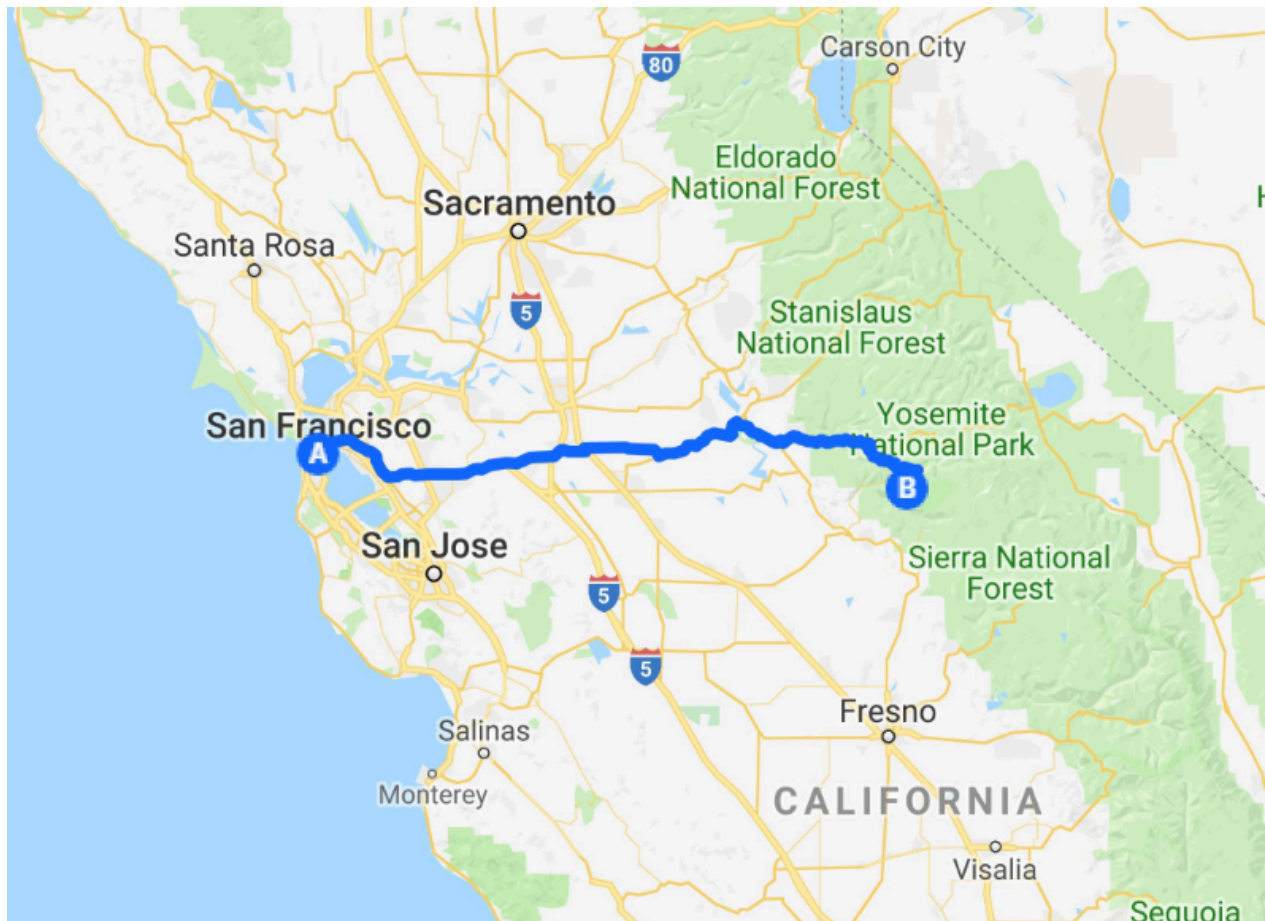 Carson City
80
Eldorado
National Forest
H
Sacramento
Santa Rosa
5
Stanislaus
National Forest
San Francisco
A
Yosemite
National Park
B
San Jose
Sierra National
Forest
5
5
Fresno
Salinas
Monterey
CALIFORNIA
Visalia
Sequoia